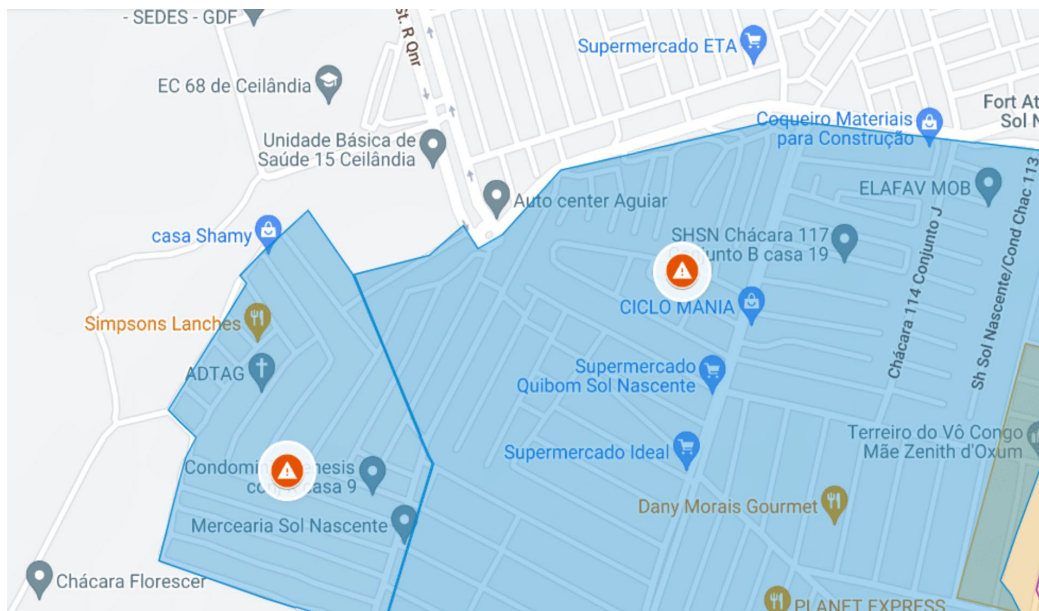 - SEDES - GDF
St. R Qnr
Supermercado ETA
EC 68 de Ceilândia
Fort At
Sol N
Coqueiro Materiais
para Construção
Unidade Básica de
Saúde 15 Ceilândia
ELAFAV MOB
Auto center Aguiar
casa Shamy
SHSN Chácara 117
Conjunto B casa 19
Chácara 114 Conjunto J
Sh Sol Nascente/Cond Chac 113
CICLO MANIA
Simpsons Lanches
ADTAG
Supermercado
Quibom Sol Nascente
Terreiro do Vô Congo
Mãe Zenith d'Oxum
Supermercado Ideal
casa 9
Dany Morais Gourmet
Mercearia Sol Nascente
Chácara Florescer
PLANET EXPRESS